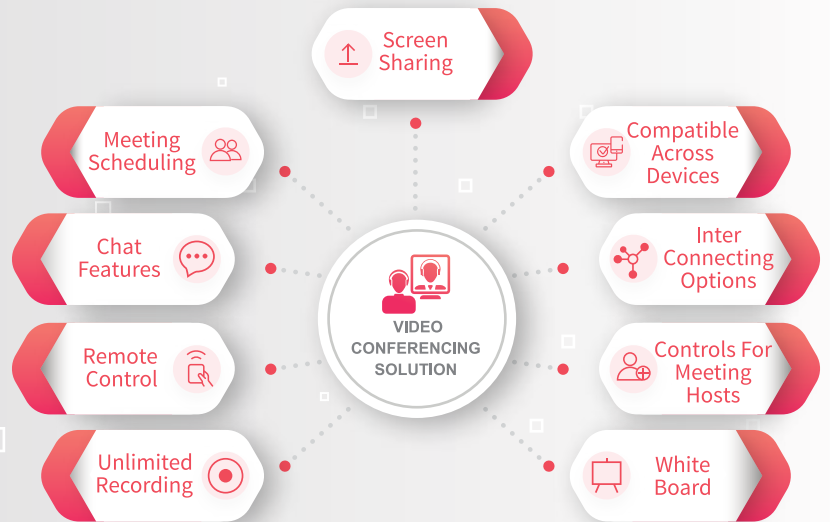 Screen
Sharing
Meeting
Scheduling
Compatible
Across
Devices
Chat
Features
Inter
Connecting
Options
VIDEO
CONFERENCING
SOLUTION
Remote
Control
Controls For
Meeting
Hosts
Unlimited
Recording
White
Board